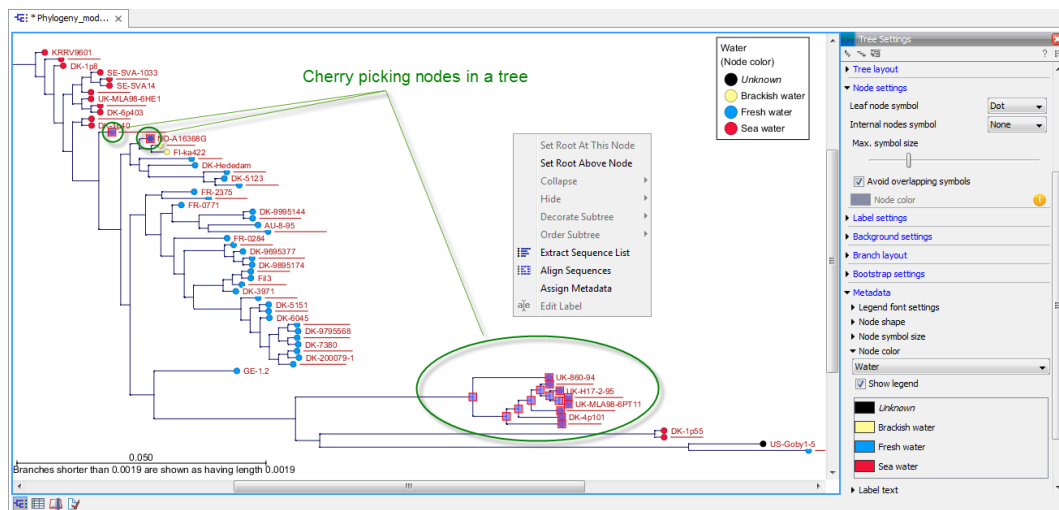 * Phylogeny_mod... ×
KRRV9601
DK-1p8
SE-SVA-1033
SE-SVA14
UK-MLA98-6HE1
DK-6p403
NO-A16368G
FI-ka422
DK-Hededam
DK-5123
FR-2375
FR-0771
DK-9995144
AU-8-95
FR-0284
DK-9695377
DK-9895174
Fil3
DK-3971
DK-5151
DK-6045
DK-9795568
DK-7380
DK-200079-1
GE-1.2
UK-860-94
UK-H17-2-95
UK-MLA98-6PT11
DK-4p101
DK-1p55
US-Goby1-5
Cherry picking nodes in a tree
0.050
Branches shorter than 0.0019 are shown as having length 0.0019
Water
(Node color)
Unknown
Brackish water
Fresh water
Sea water
Set Root At This Node
Set Root Above Node
Collapse
Hide
Decorate Subtree
Order Subtree
Extract Sequence List
Align Sequences
Assign Metadata
Edit Label
Tree Settings
Tree layout
Node settings
Leaf node symbol Dot
Internal nodes symbol None
Max. symbol size
Avoid overlapping symbols
Node color
Label settings
Background settings
Branch layout
Bootstrap settings
Metadata
Legend font settings
Node shape
Node symbol size
Node color
Water
Show legend
Unknown
Brackish water
Fresh water
Sea water
Label text